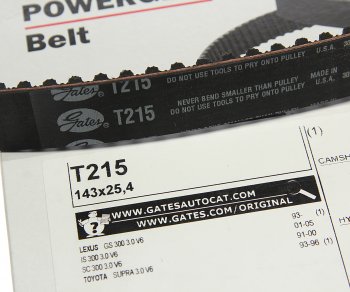 POWERG
Belt
Gates T215 DO NOT USE TOOLS TO PRY ONTO PULLEY U.S.A.
Gates T215 NEVER BEND SMALLER THAN PULLEY MADE IN
DO NOT USE TOOLS TO PRY ONTO PULLEY U.S.A.
T215
143x25,4
(1)
CAMSH
WWW.GATESAUTOCAT.COM
WWW.GATES.COM/ORIGINAL
LEXUS GS 300 3.0 V6 93- (1)
IS 300 3.0 V6 01-05
SC 300 3.0 V6 91-00
TOYOTA SUPRA 3.0 V6 93-96 (1)
HY